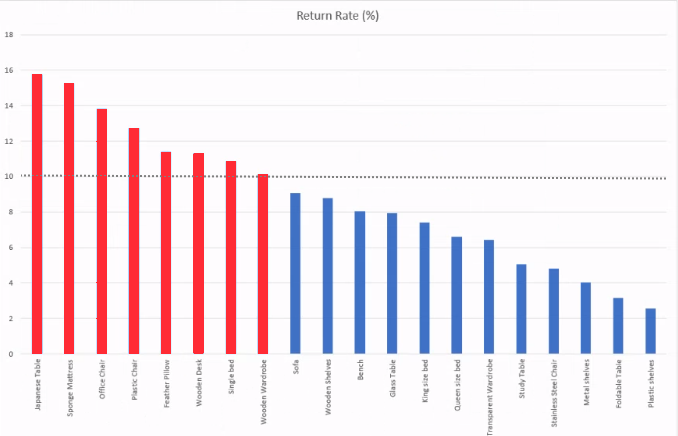 Return Rate (%)
18
16
14
12
10
8
6
4
2
0
Japanese Table
Sponge Mattress
Office Chair
Plastic Chair
Feather Pillow
Wooden Desk
Single bed
Wooden Wardrobe
Sofa
Wooden Shelves
Bench
Glass Table
King size bed
Queen size bed
Transparent Wardrobe
Study Table
Stainless Steel Chair
Metal shelves
Foldable Table
Plastic shelves